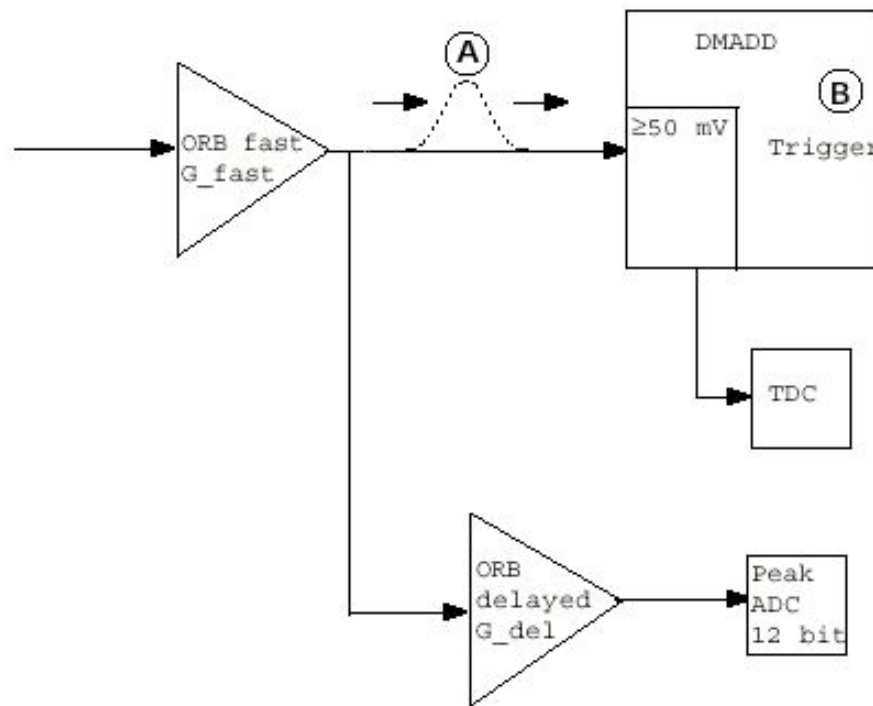 A
DMADD
B
ORB fast
G_fast
≥50 mV
Trigger
TDC
ORB
delayed
G_del
Peak
ADC
12 bit